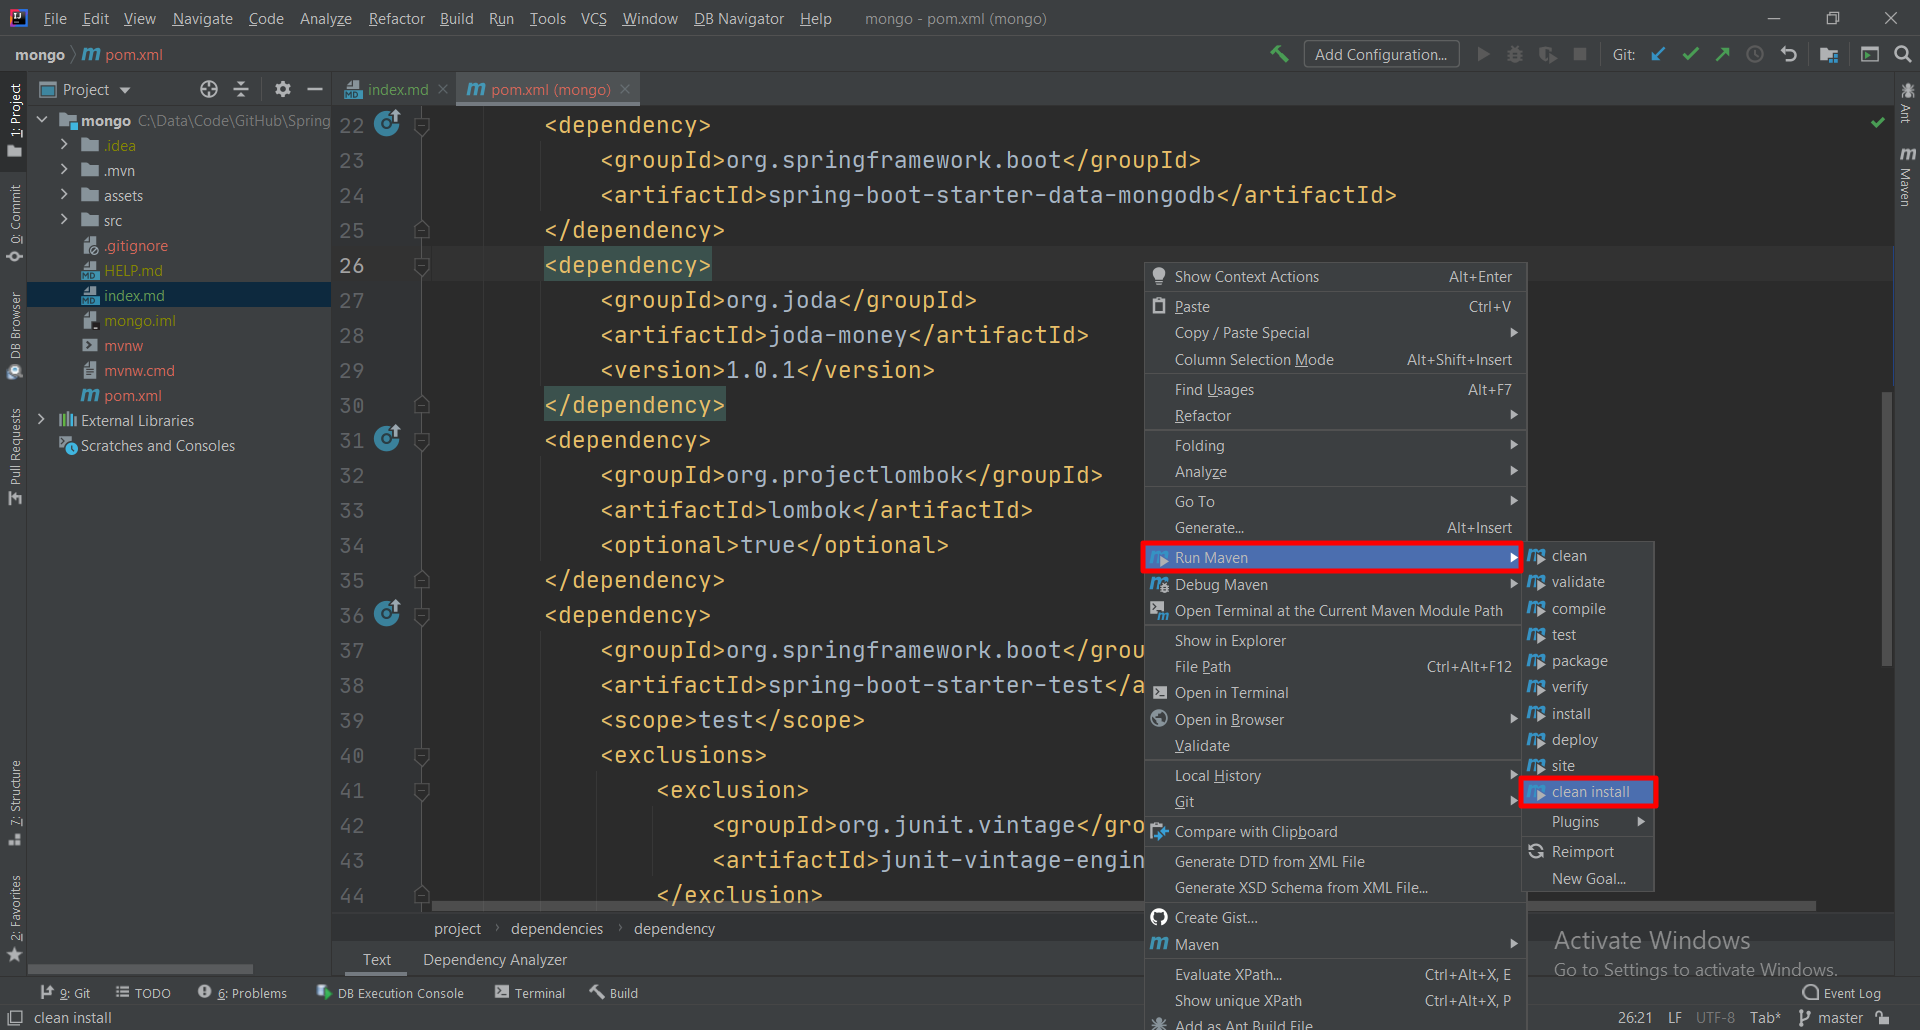 File Edit View Navigate Code Analyze Refactor Build Run Tools VCS Window DB Navigator Help mongo - pom.xml (mongo)
mongo pom.xml Add Configuration... Git:
Project
index.md
pom.xml (mongo)
1: Project
0: Commit
DB Browser
Pull Requests
7: Structure
2: Favorites
mongo C:\Data\Code\GitHub\Spring
.idea
.mvn
assets
src
.gitignore
HELP.md
index.md
mongo.iml
mvnw
mvnw.cmd
pom.xml
External Libraries
Scratches and Consoles
22 <dependency>
23 <groupId>org.springframework.boot</groupId>
24 <artifactId>spring-boot-starter-data-mongodb</artifactId>
25 </dependency>
26 <dependency>
27 <groupId>org.joda</groupId>
28 <artifactId>joda-money</artifactId>
29 <version>1.0.1</version>
30 </dependency>
31 <dependency>
32 <groupId>org.projectlombok</groupId>
33 <artifactId>lombok</artifactId>
34 <optional>true</optional>
35 </dependency>
36 <dependency>
37 <groupId>org.springframework.boot</grou
38 <artifactId>spring-boot-starter-test</a
39 <scope>test</scope>
40 <exclusions>
41 <exclusion>
42 <groupId>org.junit.vintage</gro
43 <artifactId>junit-vintage-engin
44 </exclusion>
Show Context Actions Alt+Enter
Paste Ctrl+V
Copy / Paste Special
Column Selection Mode Alt+Shift+Insert
Find Usages Alt+F7
Refactor
Folding
Analyze
Go To
Generate... Alt+Insert
Run Maven
Debug Maven
Open Terminal at the Current Maven Module Path
Show in Explorer
File Path Ctrl+Alt+F12
Open in Terminal
Open in Browser
Validate
Local History
Git
Compare with Clipboard
Generate DTD from XML File
Generate XSD Schema from XML File...
Create Gist...
Maven
Evaluate XPath... Ctrl+Alt+X, E
Show unique XPath Ctrl+Alt+X, P
Add as Ant Build File
clean
validate
compile
test
package
verify
install
deploy
site
clean install
Plugins
Reimport
New Goal...
Ant
Maven
project dependencies dependency
Text Dependency Analyzer
Activate Windows
Go to Settings to activate Windows.
9: Git TODO 6: Problems DB Execution Console Terminal Build Event Log
clean install 26:21 LF UTF-8 Tab* master